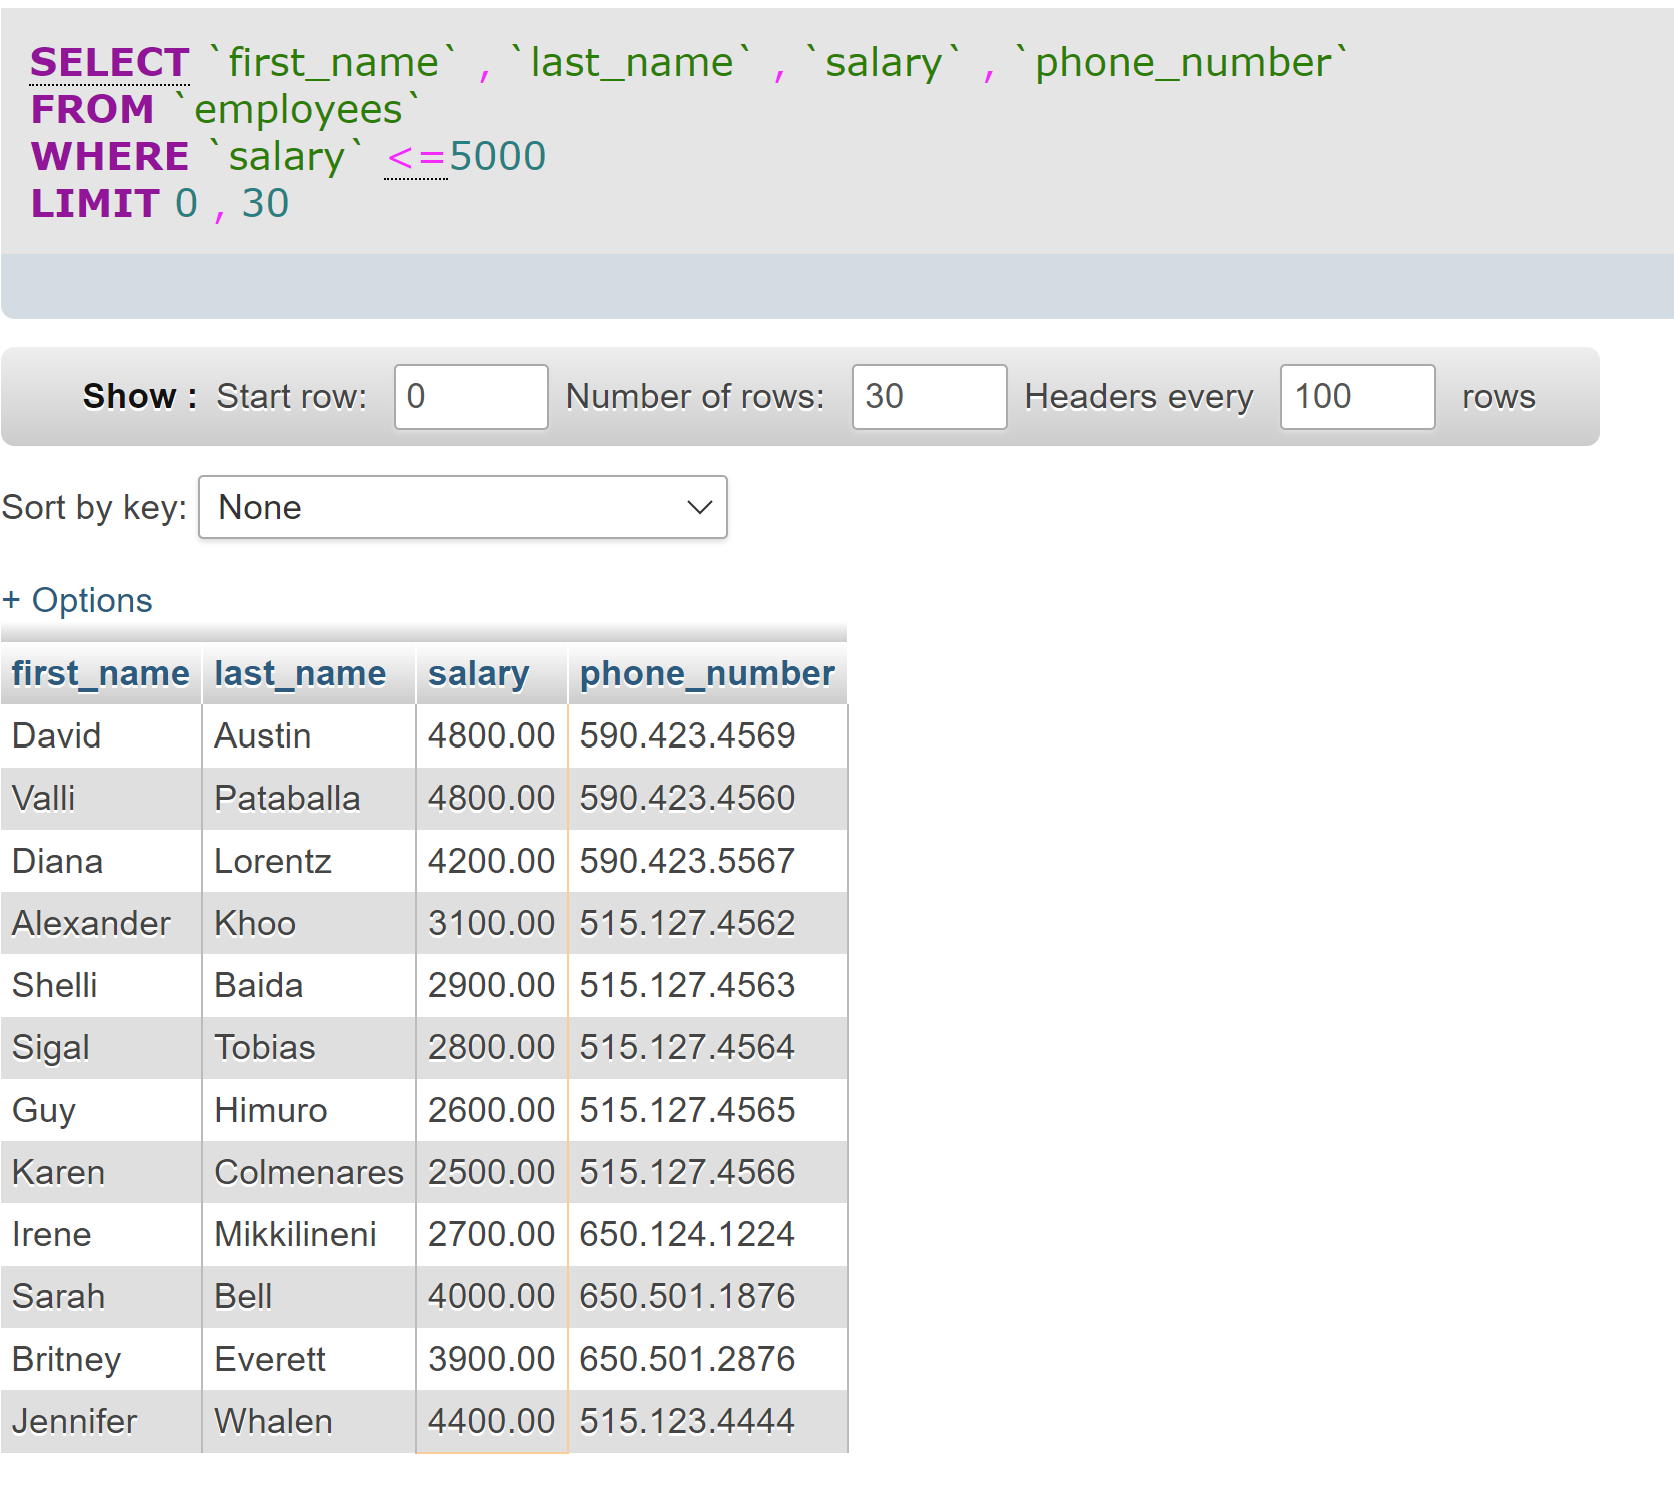 SELECT `first_name` , `last_name` , `salary` , `phone_number`
FROM `employees`
WHERE `salary` <=5000
LIMIT 0 , 30
Show : Start row: 0 Number of rows: 30 Headers every 100 rows
Sort by key: None
+ Options
first_name last_name salary phone_number
David Austin 4800.00 590.423.4569
Valli Pataballa 4800.00 590.423.4560
Diana Lorentz 4200.00 590.423.5567
Alexander Khoo 3100.00 515.127.4562
Shelli Baida 2900.00 515.127.4563
Sigal Tobias 2800.00 515.127.4564
Guy Himuro 2600.00 515.127.4565
Karen Colmenares 2500.00 515.127.4566
Irene Mikkilineni 2700.00 650.124.1224
Sarah Bell 4000.00 650.501.1876
Britney Everett 3900.00 650.501.2876
Jennifer Whalen 4400.00 515.123.4444